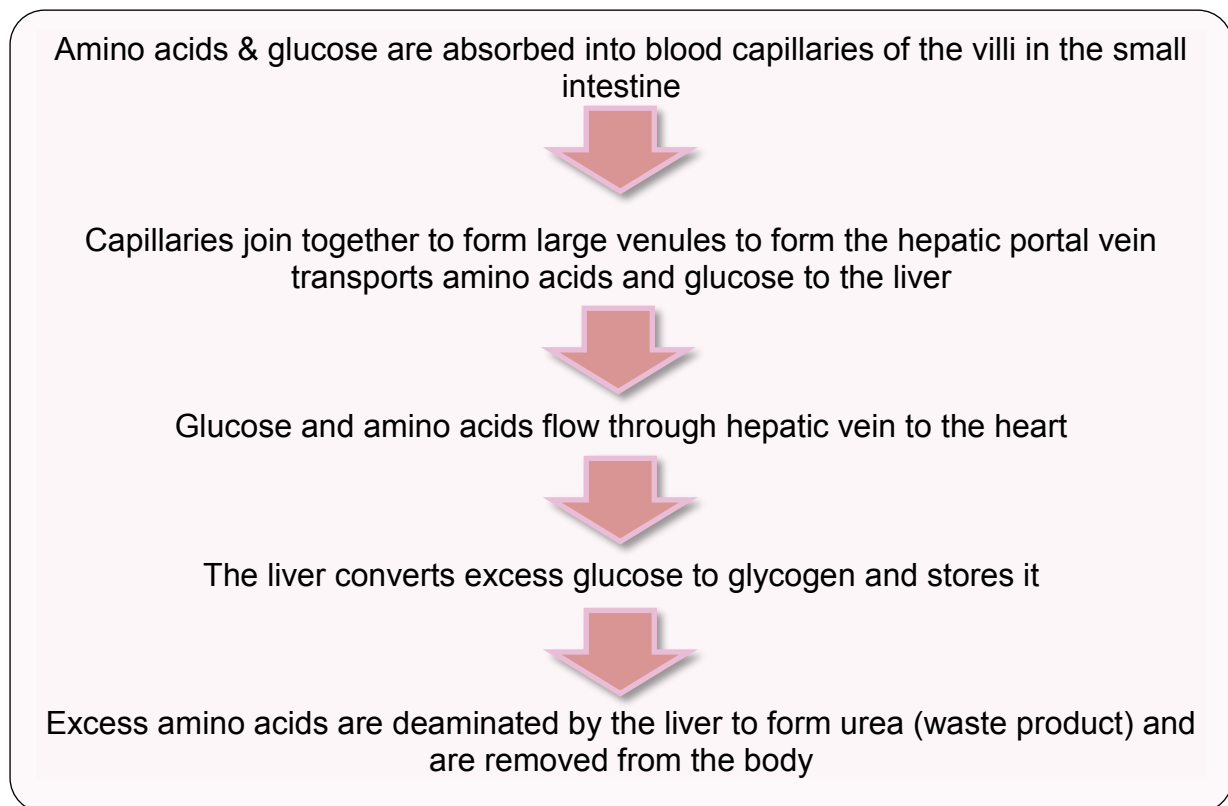 Amino acids & glucose are absorbed into blood capillaries of the villi in the small
intestine
Capillaries join together to form large venules to form the hepatic portal vein
transports amino acids and glucose to the liver
Glucose and amino acids flow through hepatic vein to the heart
The liver converts excess glucose to glycogen and stores it
Excess amino acids are deaminated by the liver to form urea (waste product) and
are removed from the body